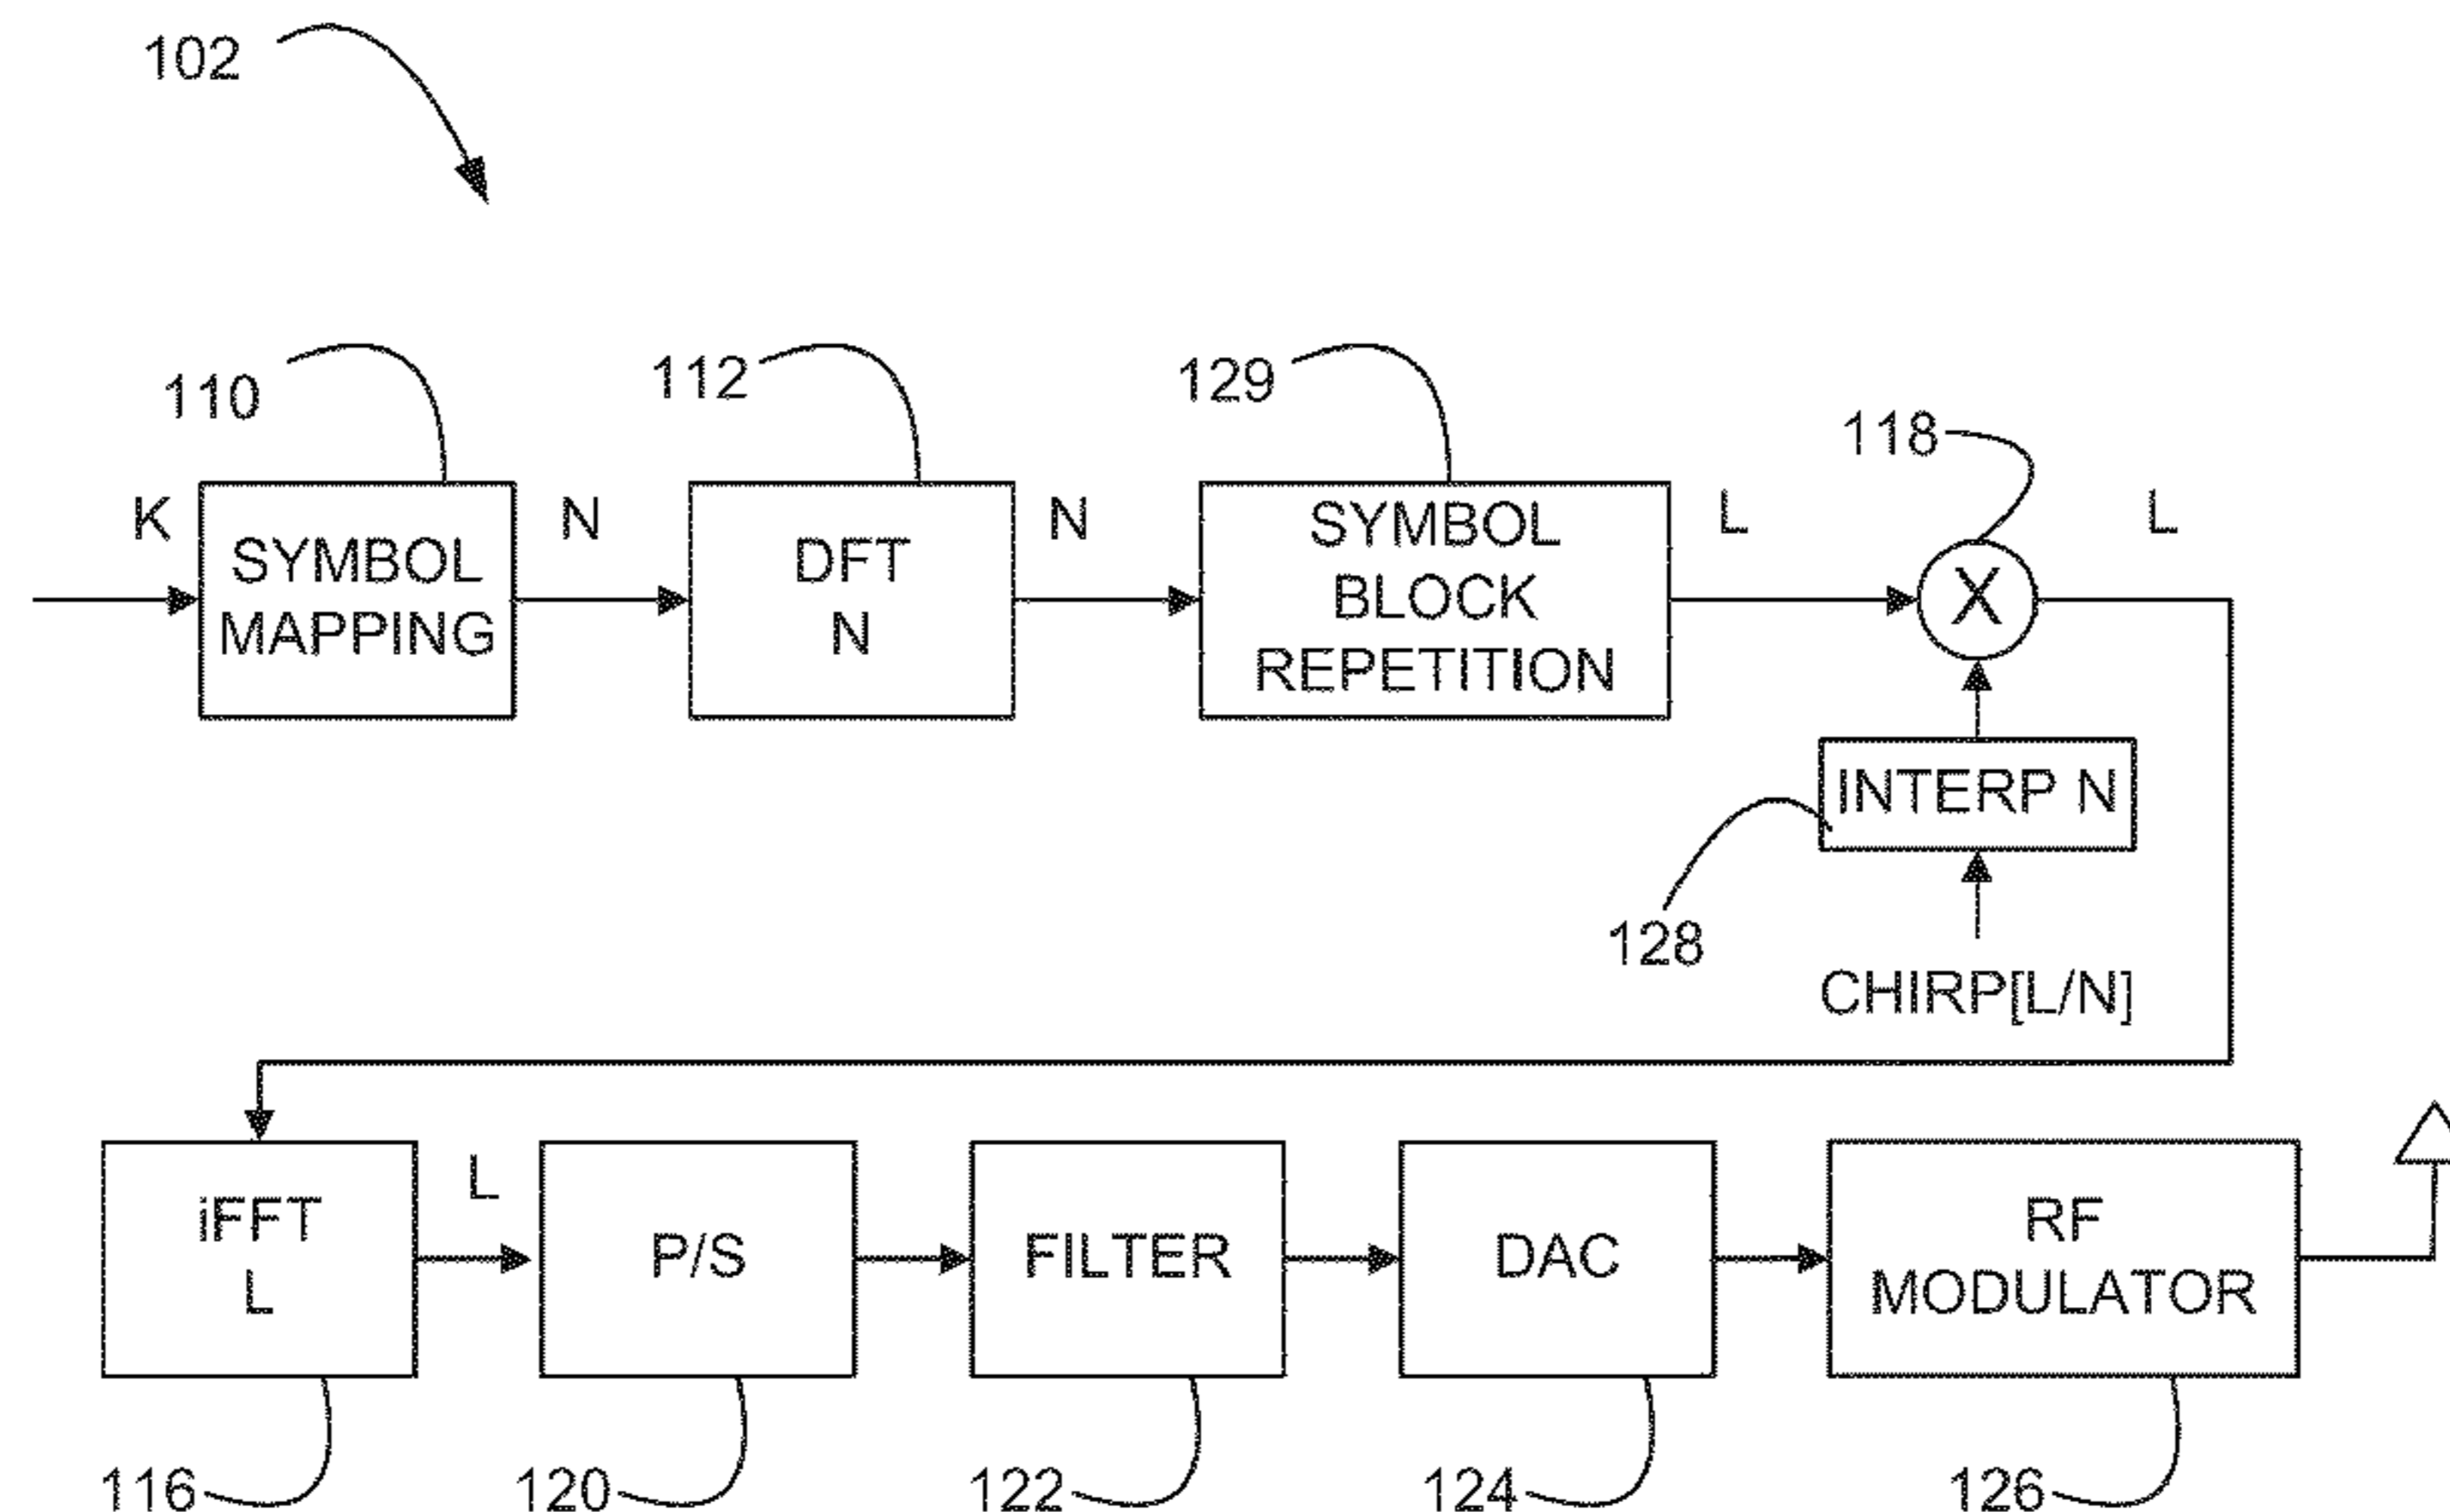 102
110
112
129
118
K
SYMBOL
MAPPING
N
DFT
N
N
SYMBOL
BLOCK
REPETITION
L
X
L
INTERP N
128
CHIRP[L/N]
iFFT
L
L
P/S
FILTER
DAC
RF
MODULATOR
116
120
122
124
126